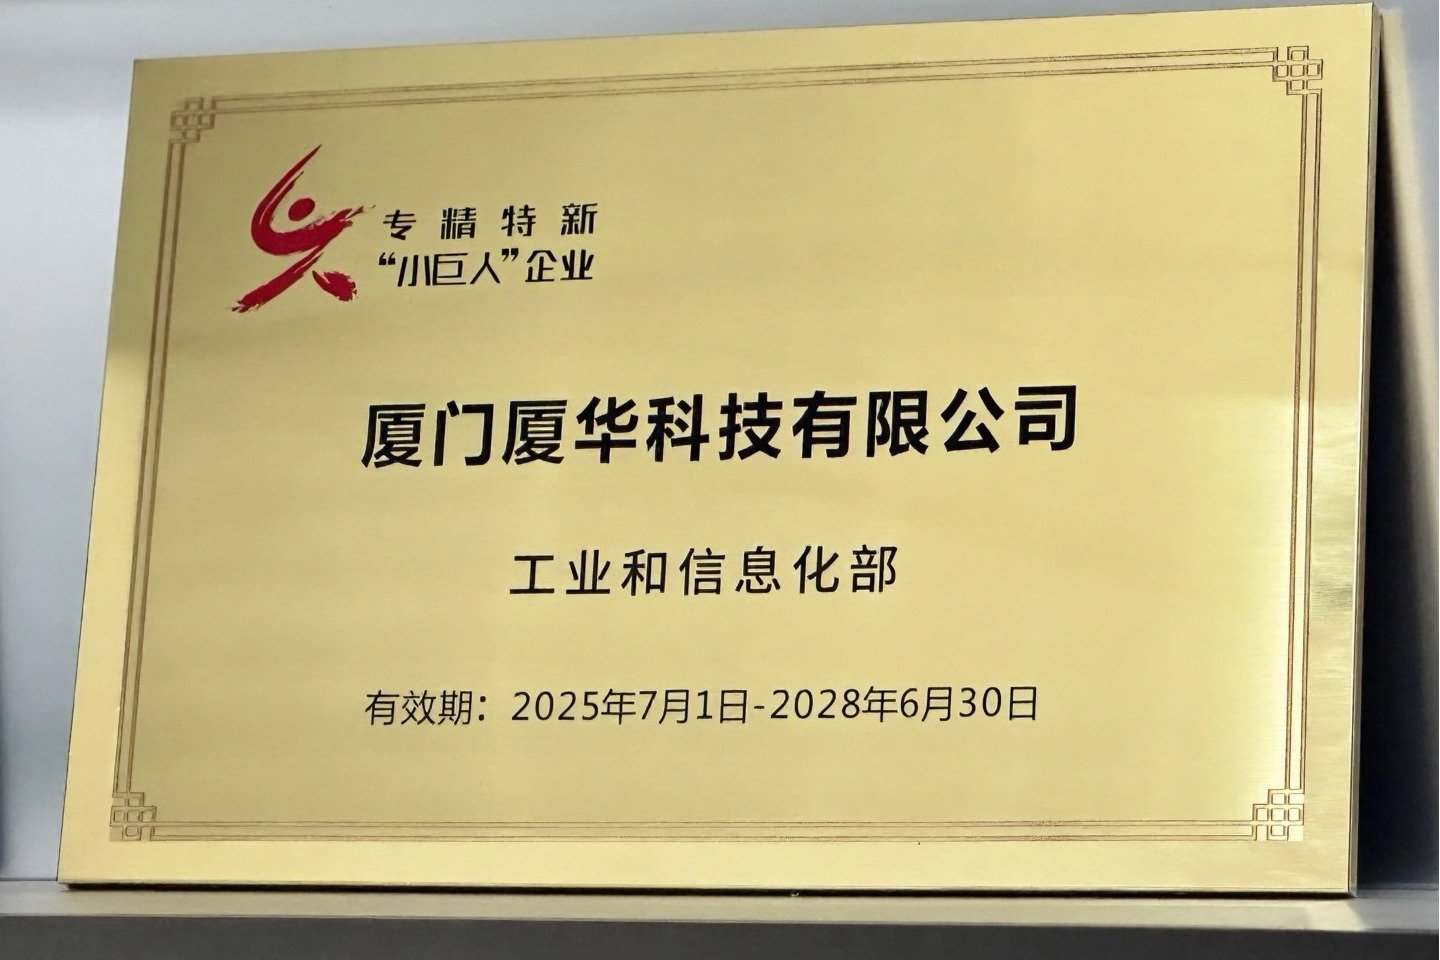 专精特新
“小巨人”企业
厦门厦华科技有限公司
工业和信息化部
有效期：2025年7月1日-2028年6月30日